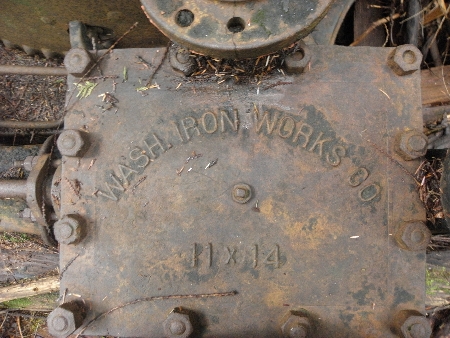 WASH. IRON WORKS CO
11 x 14